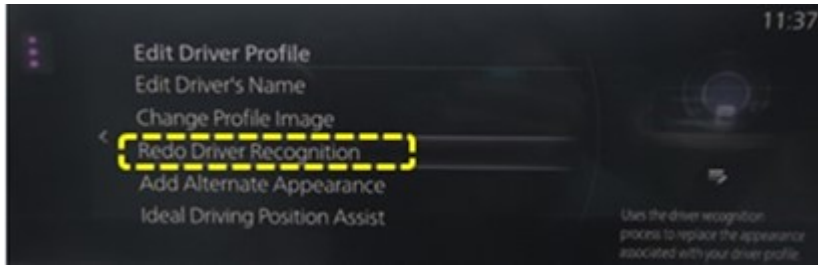 11:37
Edit Driver Profile
Edit Driver's Name
Change Profile Image
Redo Driver Recognition
Add Alternate Appearance
Ideal Driving Position Assist
Uses the driver recognition
process to replace the appearance
associated with your driver profile.